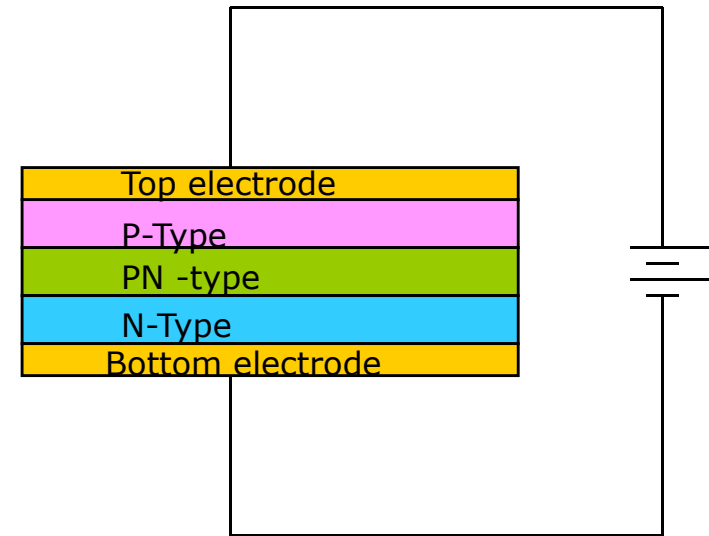 Top electrode
P-Type
PN -type
N-Type
Bottom electrode